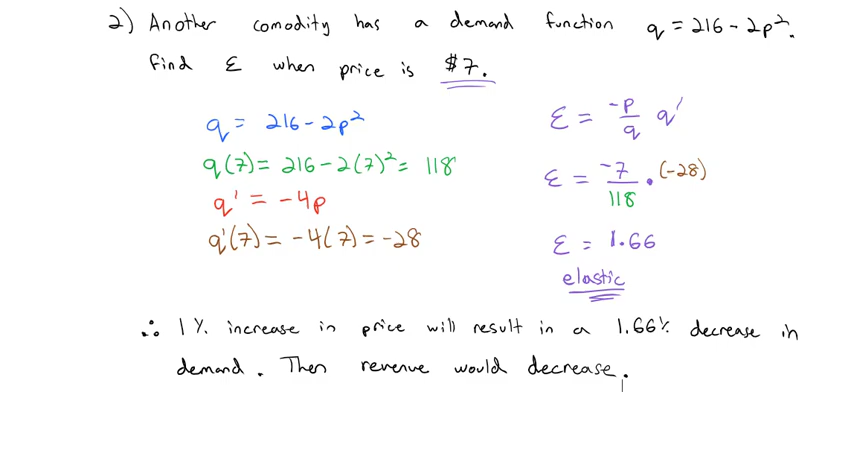 2) Another comodity has a demand function q = 216 - 2p².
Find ε when price is $7.
q = 216 - 2p²
q(7) = 216 - 2(7)² = 118
q' = -4p
q'(7) = -4(7) = -28
ε = -p/q q'
ε = -7/118 • (-28)
ε = 1.66
elastic
∴ 1% increase in price will result in a 1.66% decrease in
demand. Then revenue would decrease.